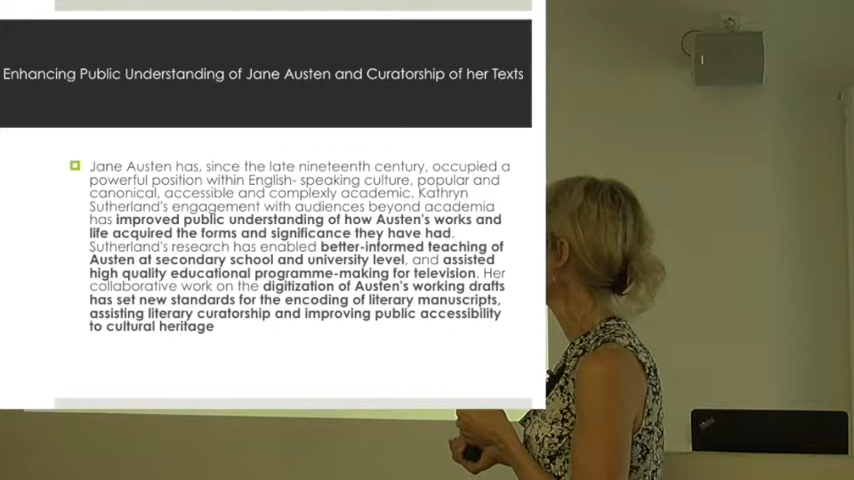 Enhancing Public Understanding of Jane Austen and Curatorship of her Texts
Jane Austen has, since the late nineteenth century, occupied a
powerful position within English- speaking culture, popular and
canonical, accessible and complexly academic. Kathryn
Sutherland's engagement with audiences beyond academia
has improved public understanding of how Austen's works and
life acquired the forms and significance they have had.
Sutherland's research has enabled better-informed teaching of
Austen at secondary school and university level, and assisted
high quality educational programme-making for television. Her
collaborative work on the digitization of Austen's working drafts
has set new standards for the encoding of literary manuscripts,
assisting literary curatorship and improving public accessibility
to cultural heritage